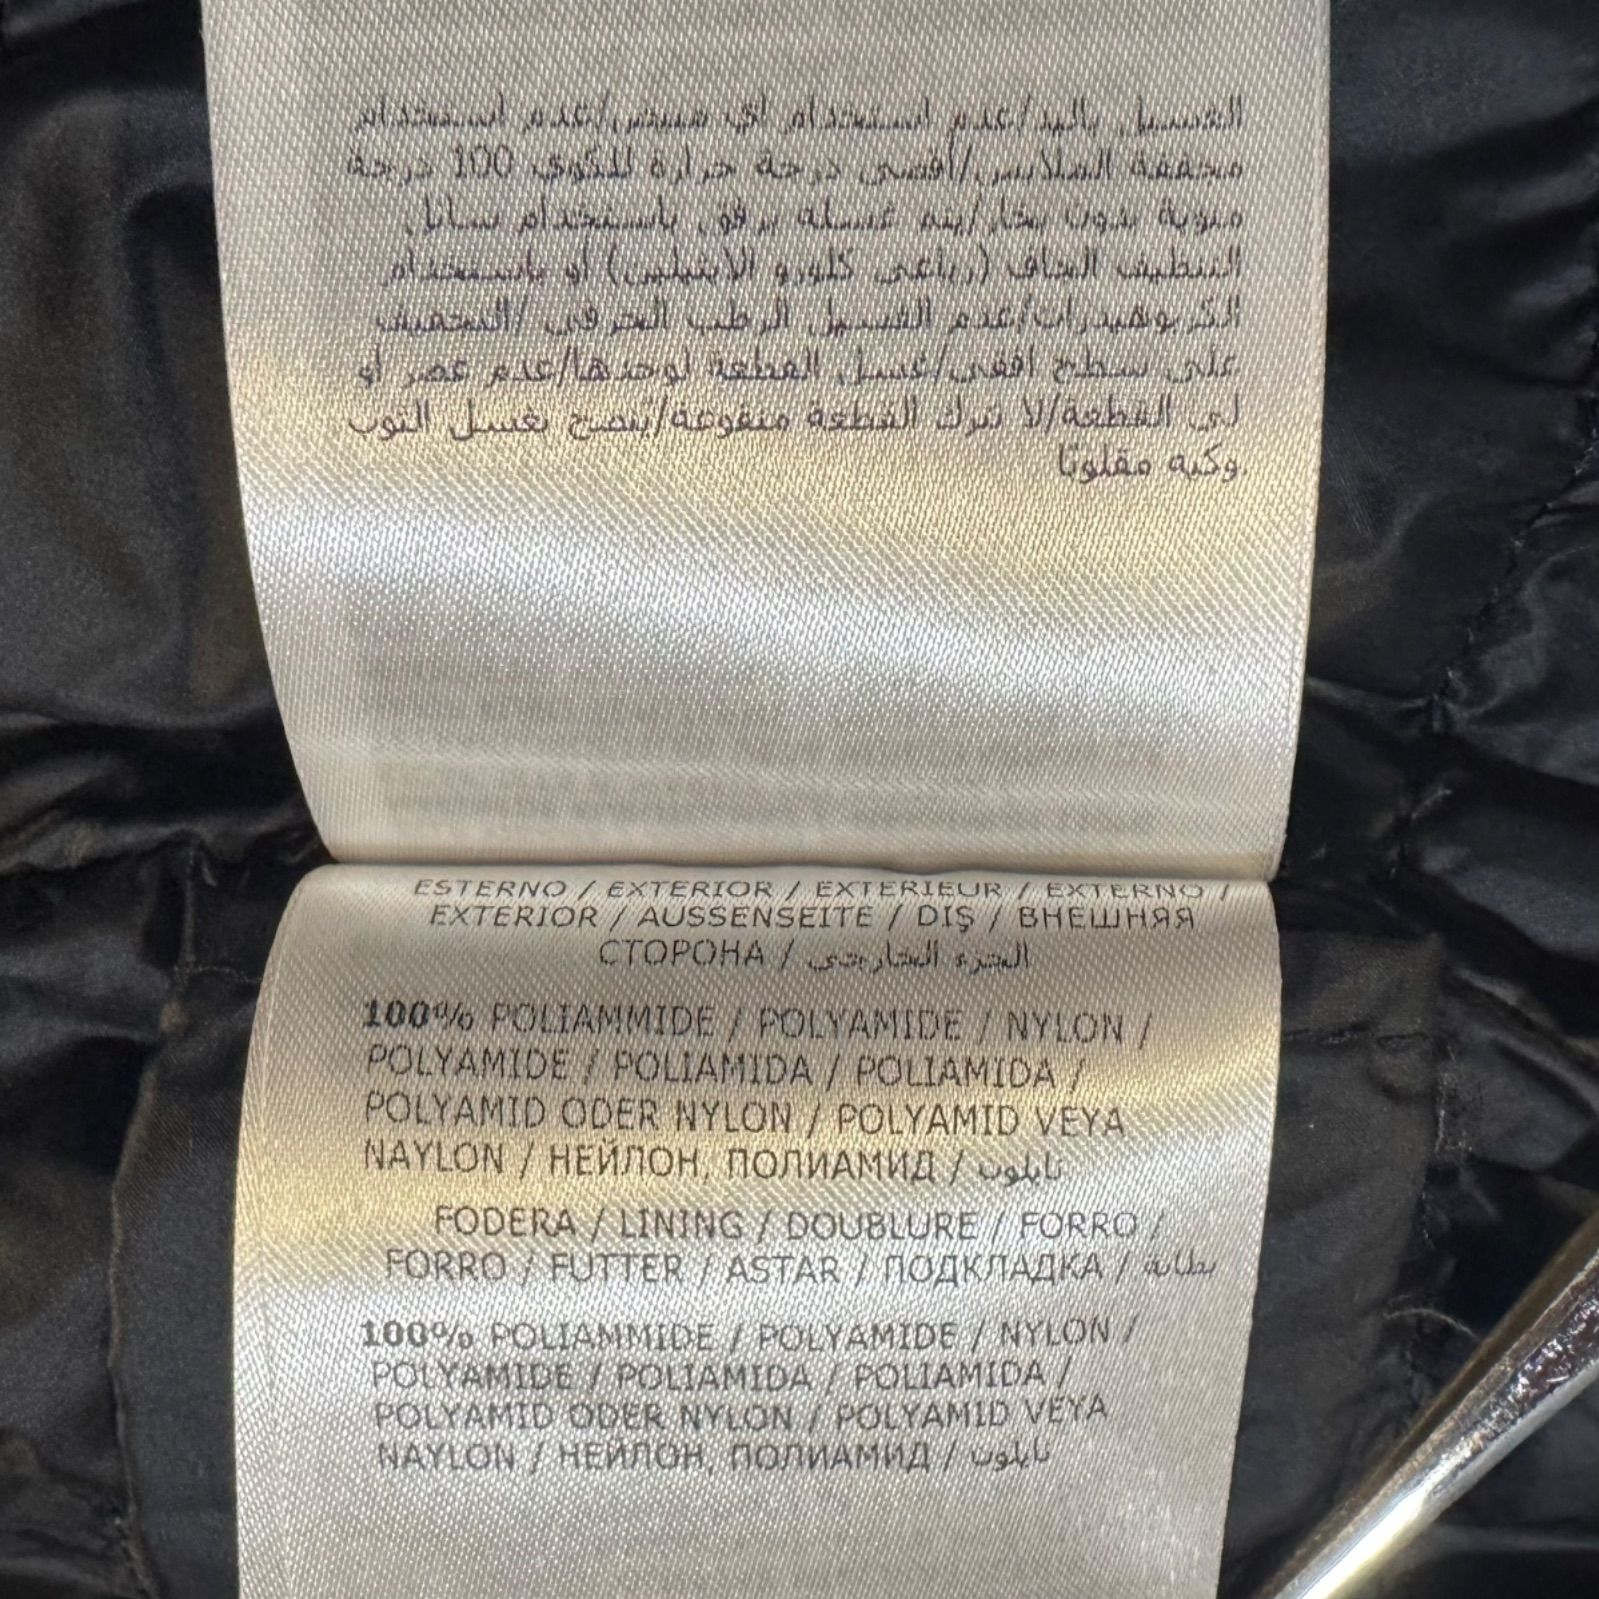 الغسيل باليد/عدم استخدام اي مبيض/عدم استخدام
مجففة الملابس/أقصى درجة حرارة للكوي 100 درجة
مئوية بدون بخار/يتم غسله برفق باستخدام سائل
التنظيف الجاف (رباعي كلورو الايثيلين) أو باستخدام
الكربوهيدرات/عدم الغسيل الرطب الحرفي /التجفيف
على سطح افقي/غسل القطعة لوحدها/عدم عصر أو
لي القطعة/لا تترك القطعة منقوعة/ينصح بغسل الثوب
وكيه مقلوبًا.
ESTERNO / EXTERIOR / EXTERIEUR / EXTERNO /
EXTERIOR / AUSSENSEITE / DIŞ / ВНЕШНЯЯ
СТОРОНА / الجزء الخارجي
100% POLIAMMIDE / POLYAMIDE / NYLON /
POLYAMIDE / POLIAMIDA / POLIAMIDA /
POLYAMID ODER NYLON / POLYAMID VEYA
NAYLON / НЕЙЛОН, ПОЛИАМИД / نايلون
FODERA / LINING / DOUBLURE / FORRO /
FORRO / FUTTER / ASTAR / ПОДКЛАДКА / بطانة
100% POLIAMMIDE / POLYAMIDE / NYLON /
POLYAMIDE / POLIAMIDA / POLIAMIDA /
POLYAMID ODER NYLON / POLYAMID VEYA
NAYLON / НЕЙЛОН, ПОЛИАМИД / نايلون